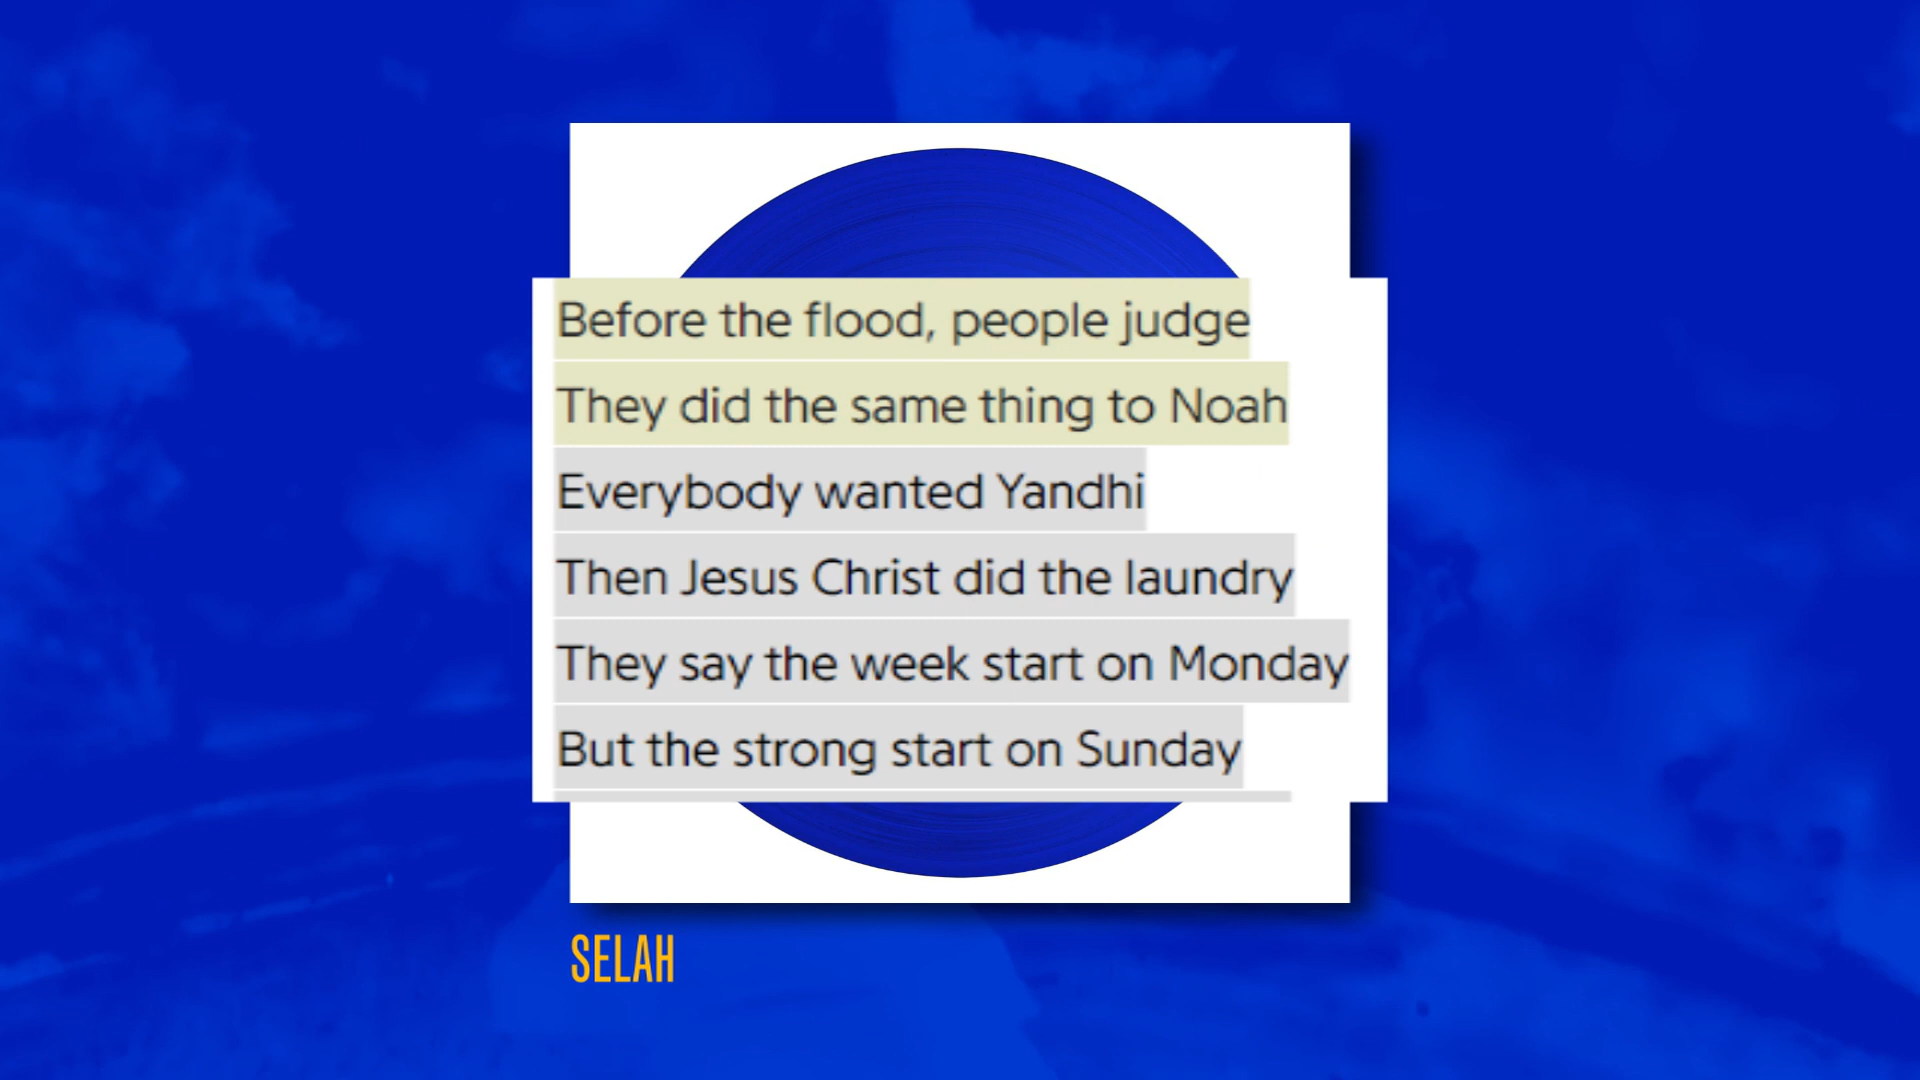 Before the flood, people judge
They did the same thing to Noah
Everybody wanted Yandhi
Then Jesus Christ did the laundry
They say the week start on Monday
But the strong start on Sunday
SELAH